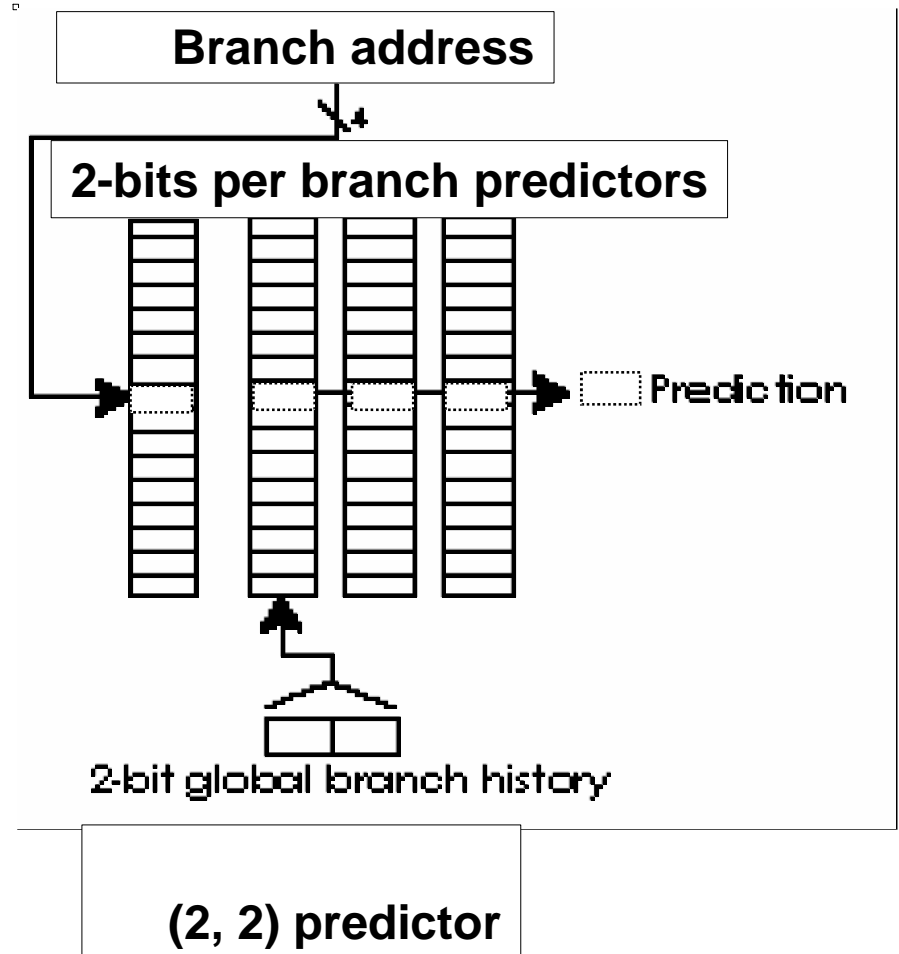 Branch address
4
2-bits per branch predictors
Prediction
2-bit global branch history
(2, 2) predictor